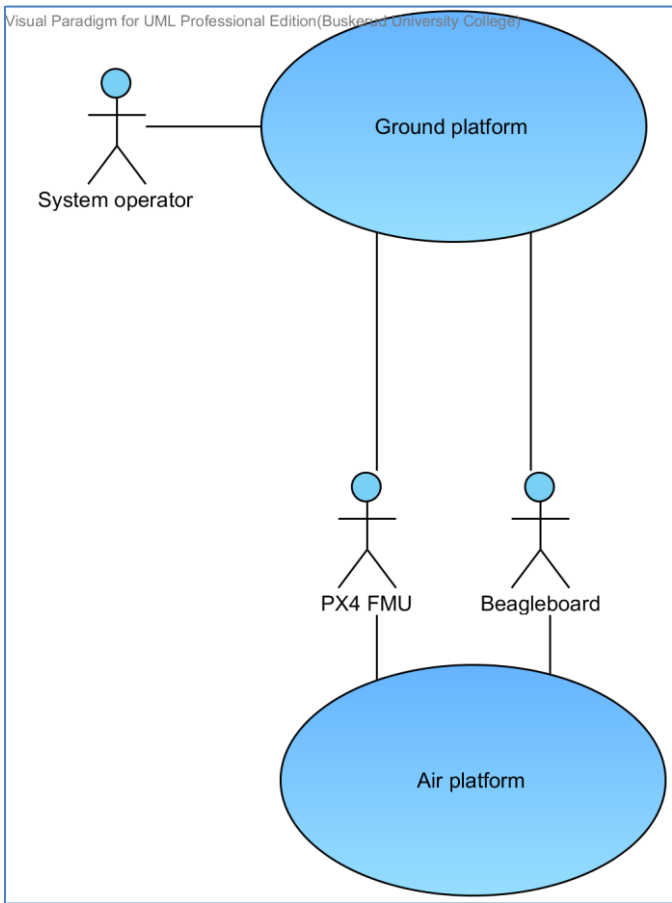 Visual Paradigm for UML Professional Edition(Buskerud University College)
Ground platform
System operator
PX4 FMU
Beagleboard
Air platform